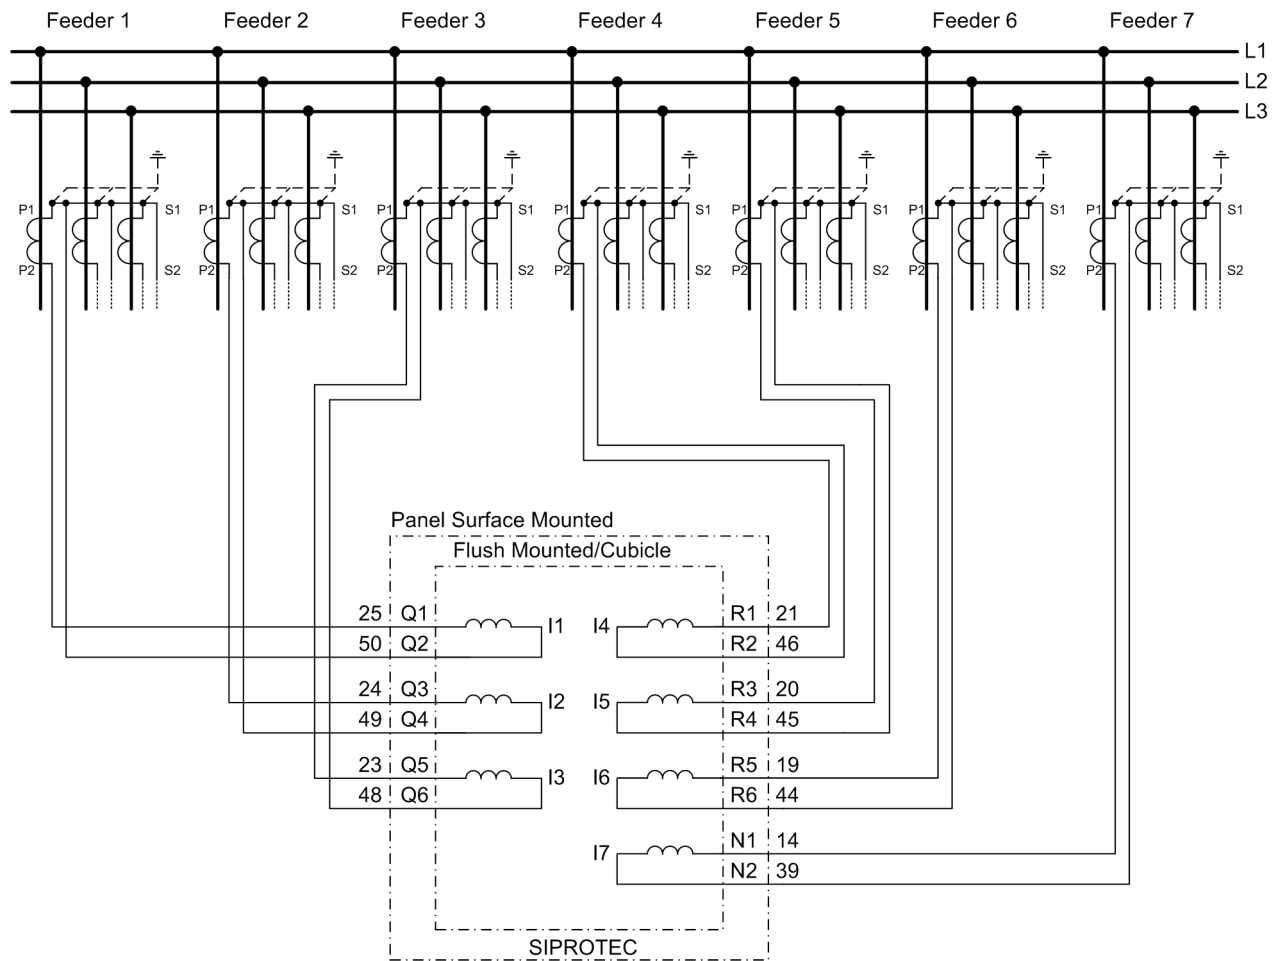 Feeder 1 Feeder 2 Feeder 3 Feeder 4 Feeder 5 Feeder 6 Feeder 7
L1
L2
L3
P1 S1 P1 S1 P1 S1 P1 S1 P1 S1 P1 S1 P1 S1
P2 S2 P2 S2 P2 S2 P2 S2 P2 S2 P2 S2 P2 S2
Panel Surface Mounted
Flush Mounted/Cubicle
25 Q1 I1 I4 R1 21
50 Q2 R2 46
24 Q3 I2 I5 R3 20
49 Q4 R4 45
23 Q5 I3 I6 R5 19
48 Q6 R6 44
I7 N1 14
N2 39
SIPROTEC